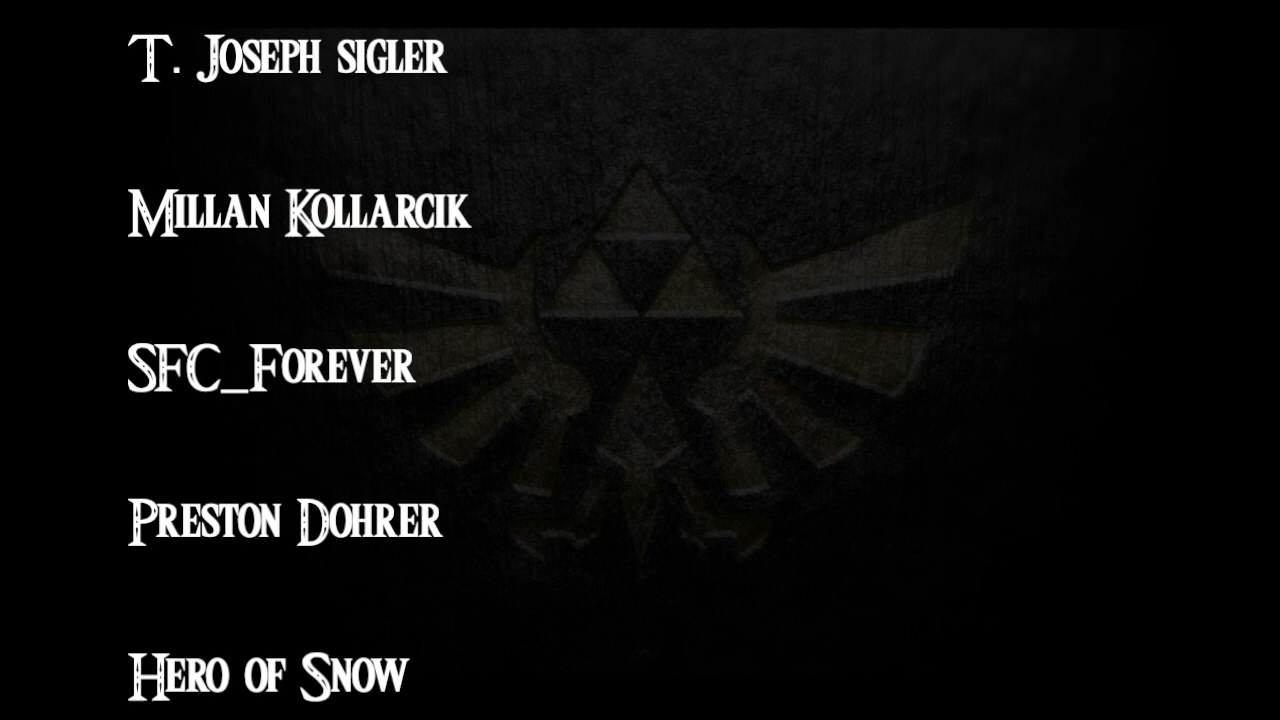 T. Joseph sigler
Millan Kollarcik
SFC_Forever
Preston Dohrer
Hero of Snow